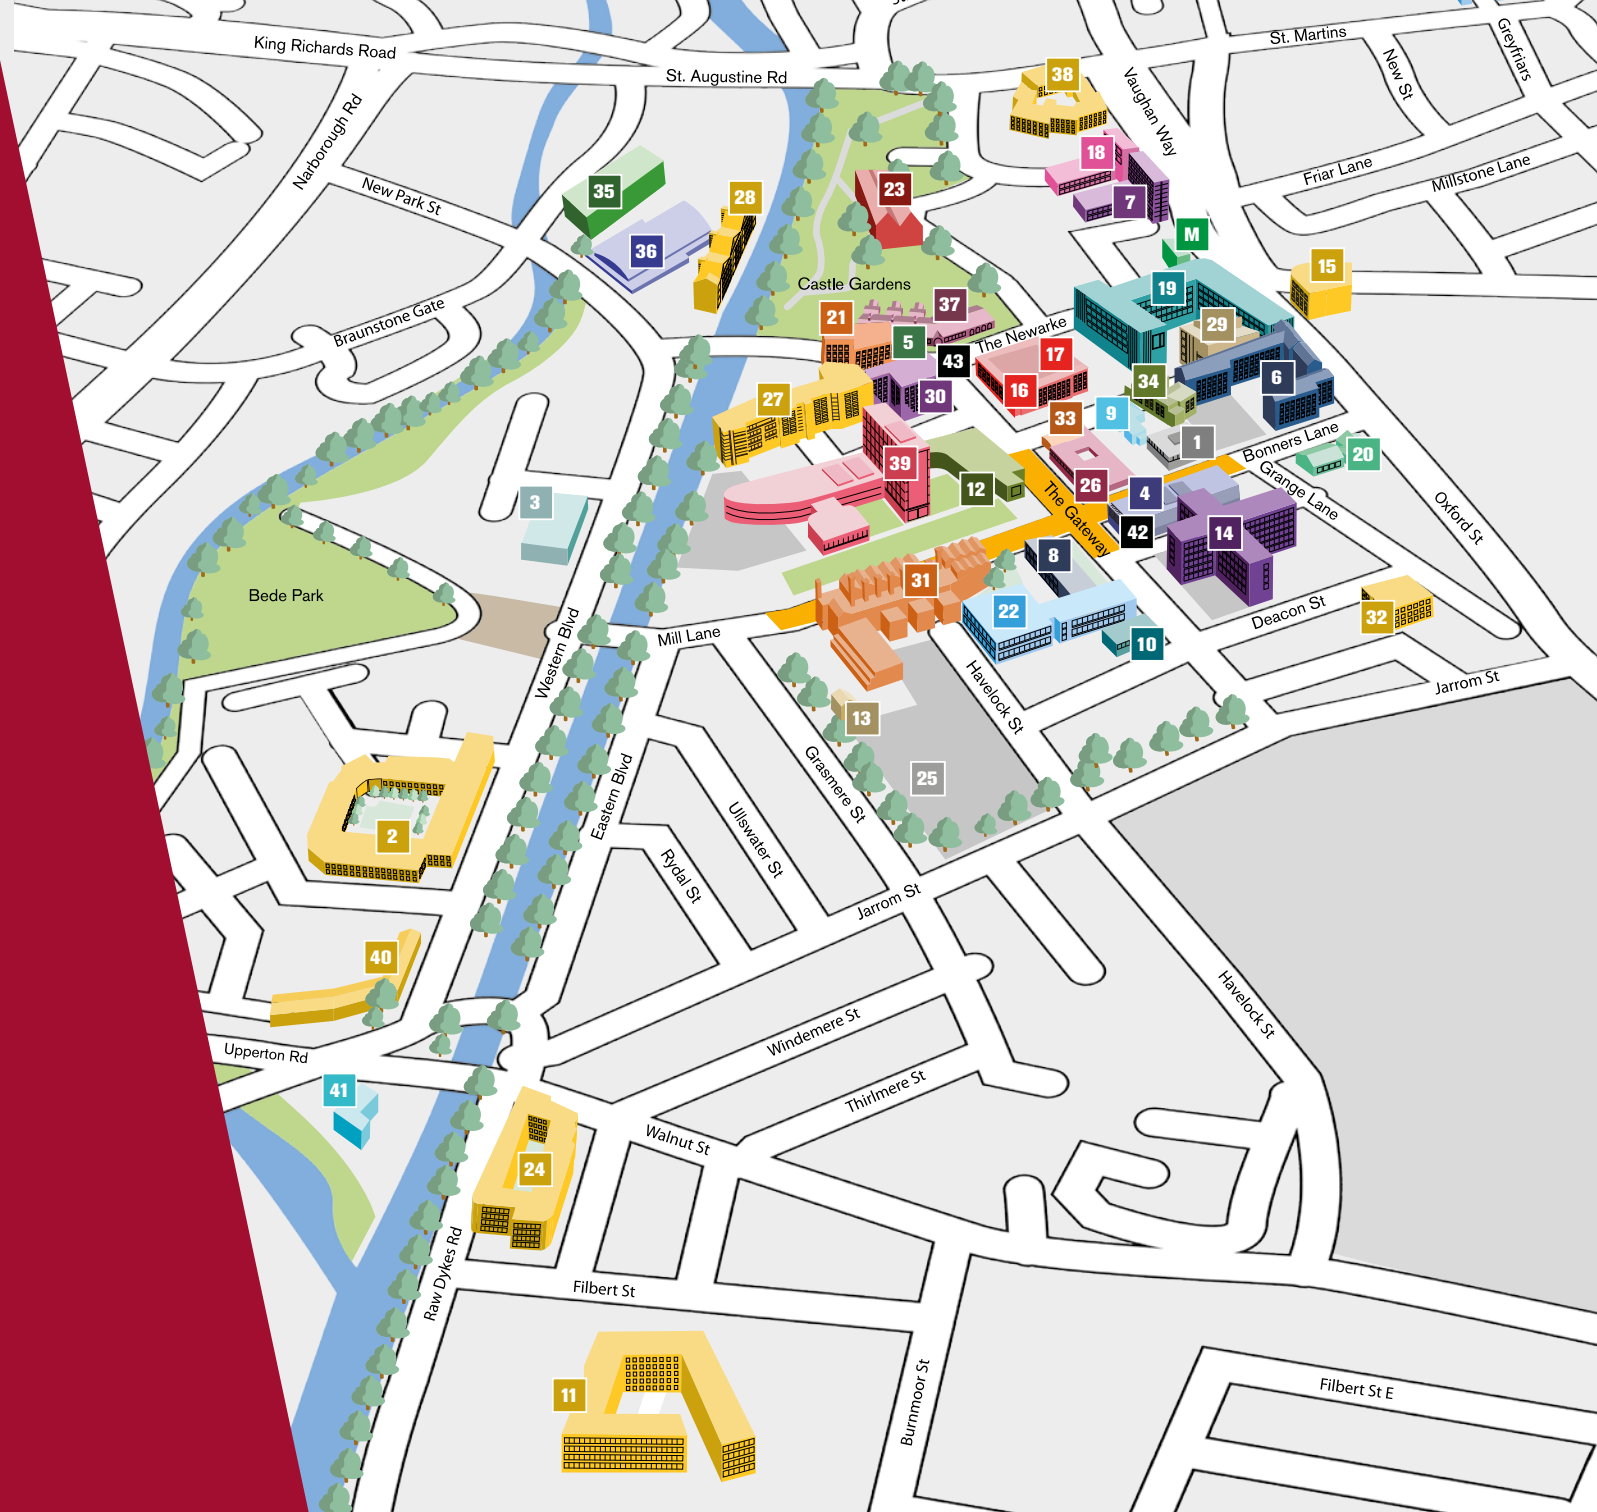 St. Martins
New St
Greyfriars
King Richards Road
St. Augustine Rd
38
Vaughan Way
Narborough Rd
18
Friar Lane
Millstone Lane
New Park St
35
28
23
7
M
36
15
Castle Gardens
19
37
21
29
Braunstone Gate
The Newarke
5
43
17
16
30
34
6
27
33
9
1
Bonners Lane
20
39
12
26
4
Grange Lane
3
The Gateway
42
14
Oxford St
8
31
Bede Park
22
Deacon St
32
10
Mill Lane
Western Blvd
Havelock St
Jarrom St
13
25
Grasmere St
Eastern Blvd
2
Ullswater St
Rydal St
Jarrom St
40
Havelock St
Windemere St
Upperton Rd
41
Thirlmere St
Walnut St
24
Raw Dykes Rd
Filbert St
11
Burnmoor St
Filbert St E